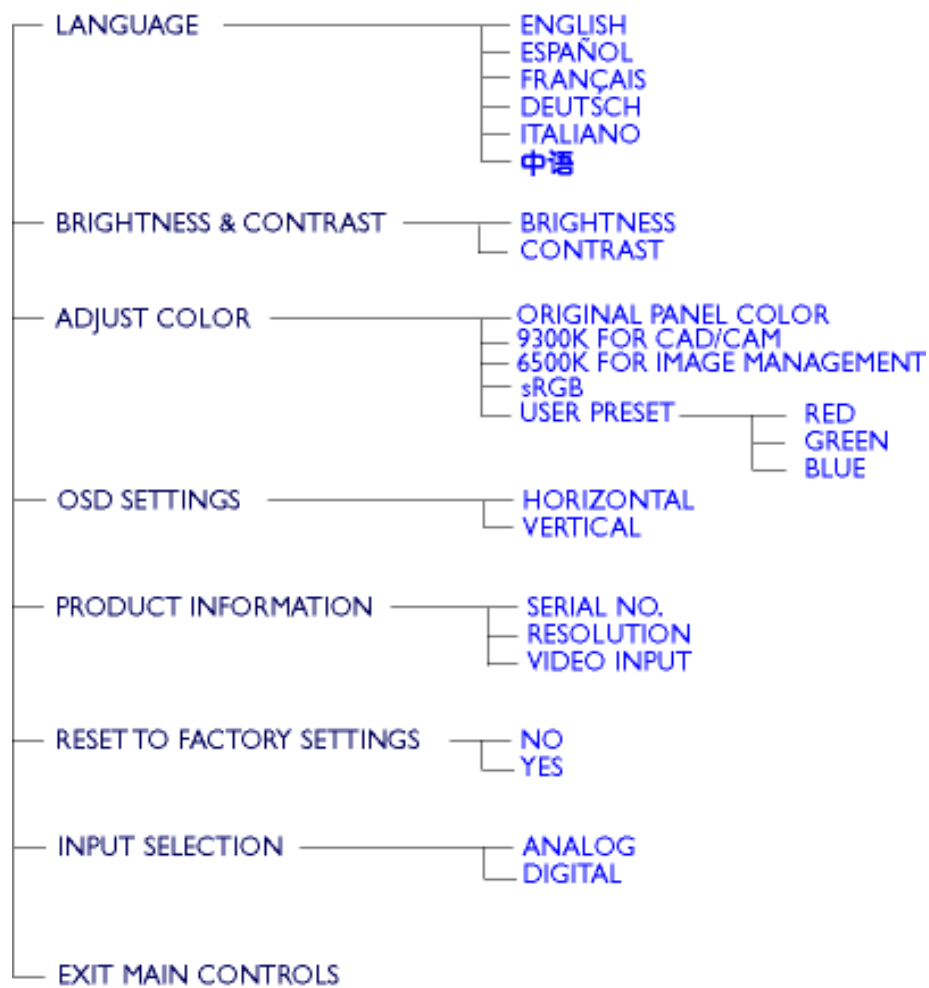 LANGUAGE
ENGLISH
ESPAÑOL
FRANÇAIS
DEUTSCH
ITALIANO
中语
BRIGHTNESS & CONTRAST
BRIGHTNESS
CONTRAST
ADJUST COLOR
ORIGINAL PANEL COLOR
9300K FOR CAD/CAM
6500K FOR IMAGE MANAGEMENT
sRGB
USER PRESET
RED
GREEN
BLUE
OSD SETTINGS
HORIZONTAL
VERTICAL
PRODUCT INFORMATION
SERIAL NO.
RESOLUTION
VIDEO INPUT
RESET TO FACTORY SETTINGS
NO
YES
INPUT SELECTION
ANALOG
DIGITAL
EXIT MAIN CONTROLS